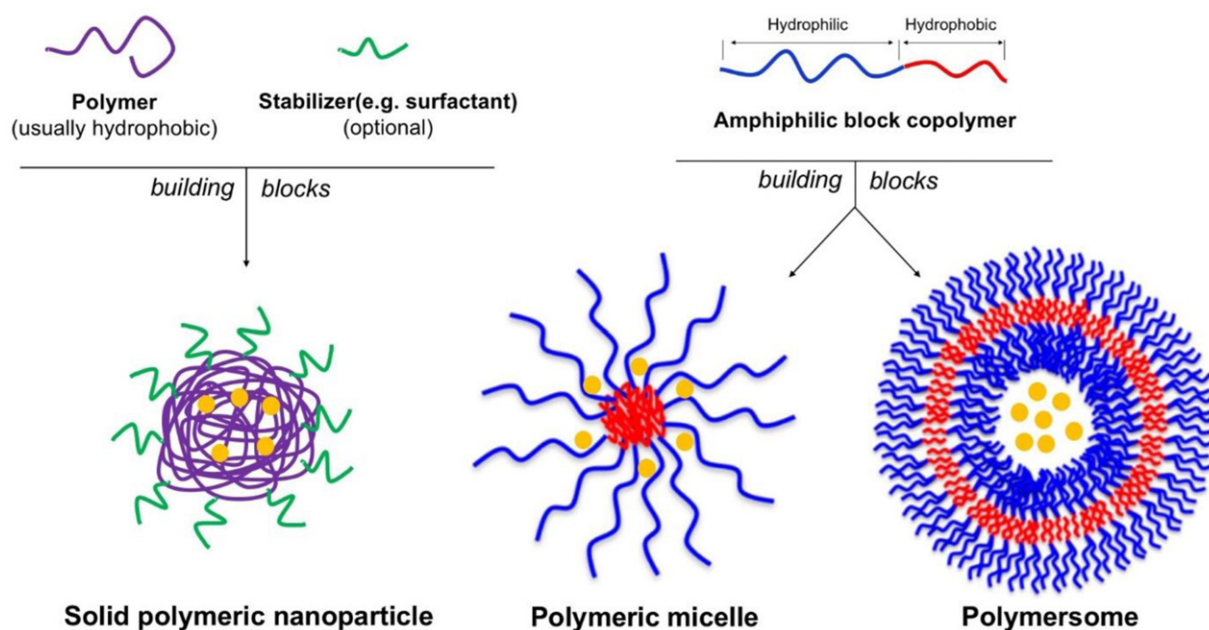 Polymer
(usually hydrophobic)
Stabilizer(e.g. surfactant)
(optional)
building blocks
Hydrophilic
Hydrophobic
Amphiphilic block copolymer
building blocks
Solid polymeric nanoparticle
Polymeric micelle
Polymersome